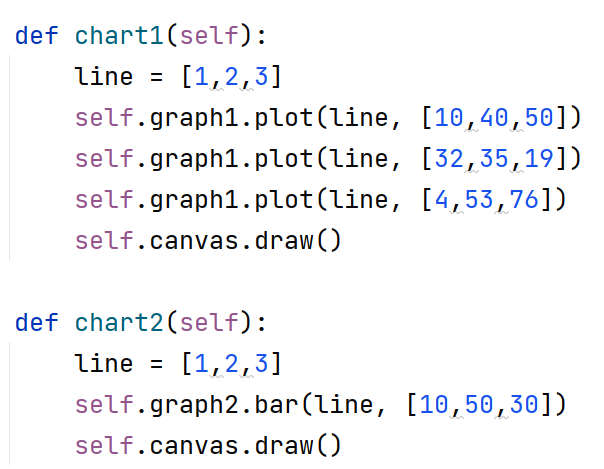 def chart1(self):
    line = [1,2,3]
    self.graph1.plot(line, [10,40,50])
    self.graph1.plot(line, [32,35,19])
    self.graph1.plot(line, [4,53,76])
    self.canvas.draw()

def chart2(self):
    line = [1,2,3]
    self.graph2.bar(line, [10,50,30])
    self.canvas.draw()